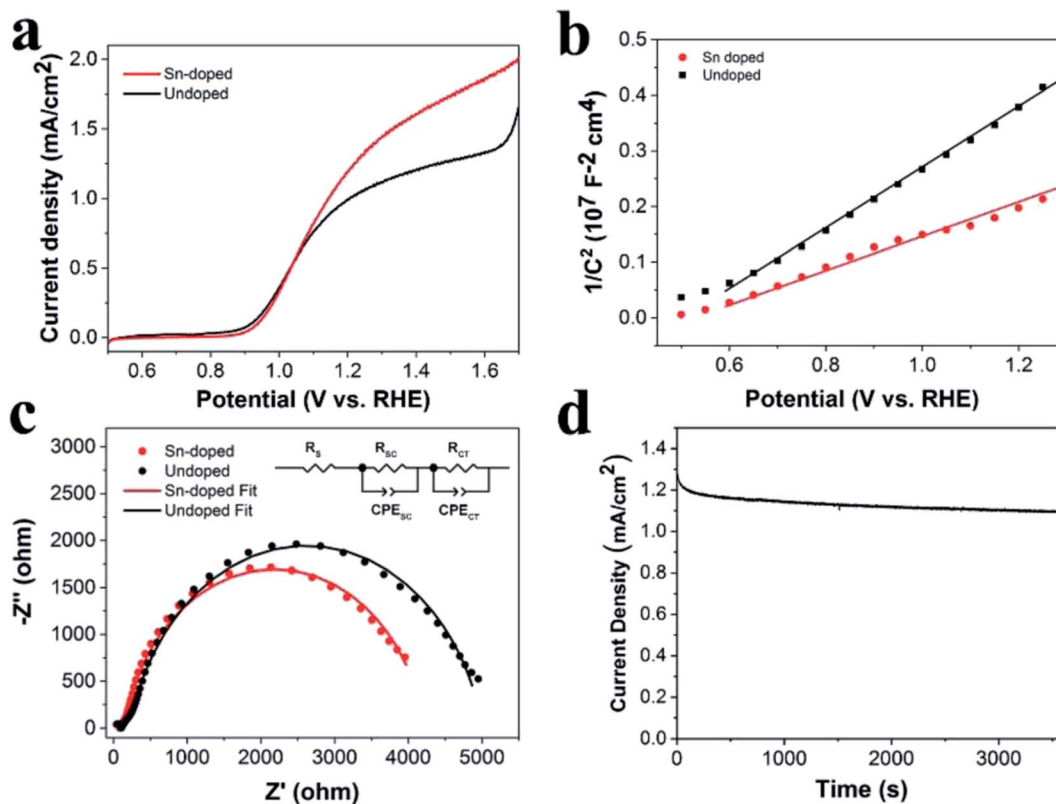 a
2.0
1.5
1.0
0.5
0.0
Current density (mA/cm²)
Sn-doped
Undoped
0.6 0.8 1.0 1.2 1.4 1.6
Potential (V vs. RHE)
b
0.5
0.4
0.3
0.2
0.1
0.0
1/C² (10⁷ F⁻² cm⁴)
Sn doped
Undoped
0.6 0.8 1.0 1.2
Potential (V vs. RHE)
c
3000
2500
2000
1500
1000
500
0
-Z'' (ohm)
Sn-doped
Undoped
Sn-doped Fit
Undoped Fit
R_S R_SC R_CT
CPE_SC CPE_CT
0 1000 2000 3000 4000 5000
Z' (ohm)
d
1.4
1.2
1.0
0.8
0.6
0.4
0.2
0.0
Current Density (mA/cm²)
0 1000 2000 3000
Time (s)